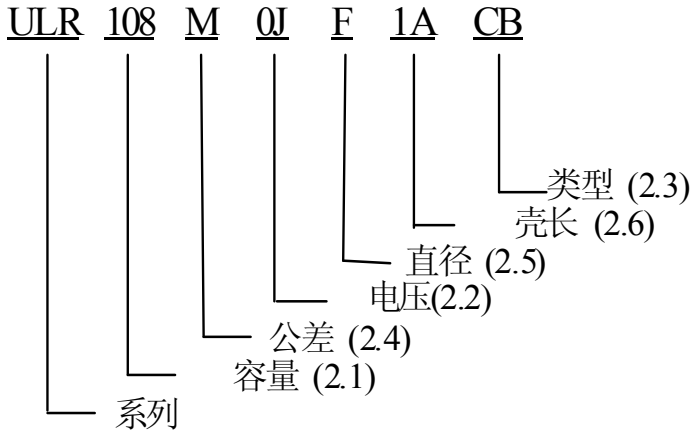 ULR 108 M 0J F 1A CB
类型 (2.3)
壳长 (2.6)
直径 (2.5)
电压(2.2)
公差 (2.4)
容量 (2.1)
系列